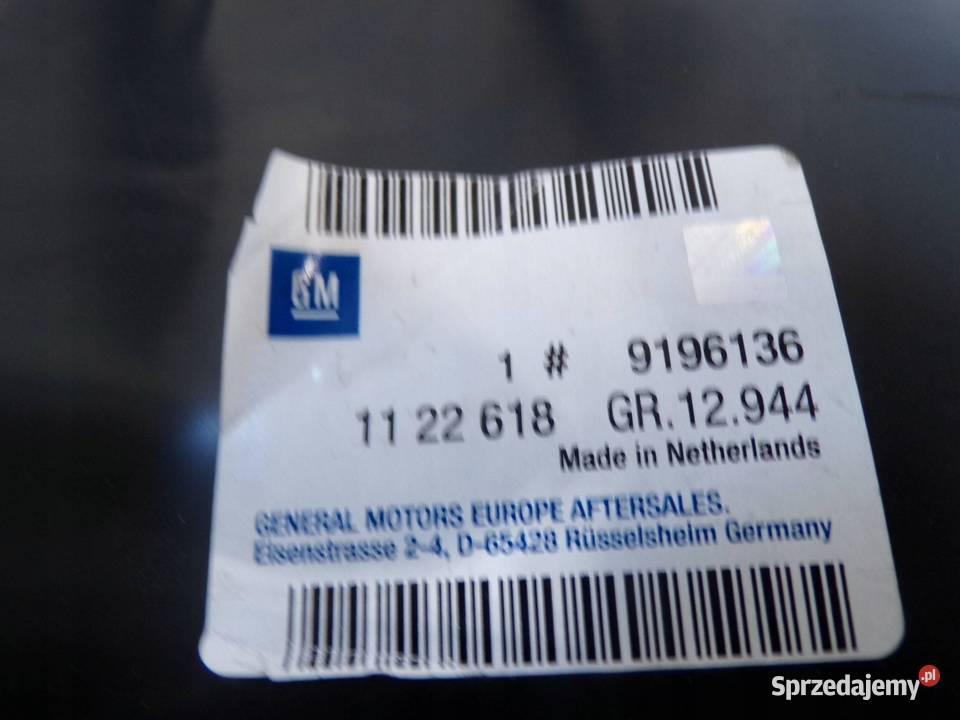 GM
1 # 9196136
11 22 618 GR.12.944
Made in Netherlands
GENERAL MOTORS EUROPE AFTERSALES.
Eisenstrasse 2-4, D-65428 Rüsselsheim Germany
Sprzedajemy.pl